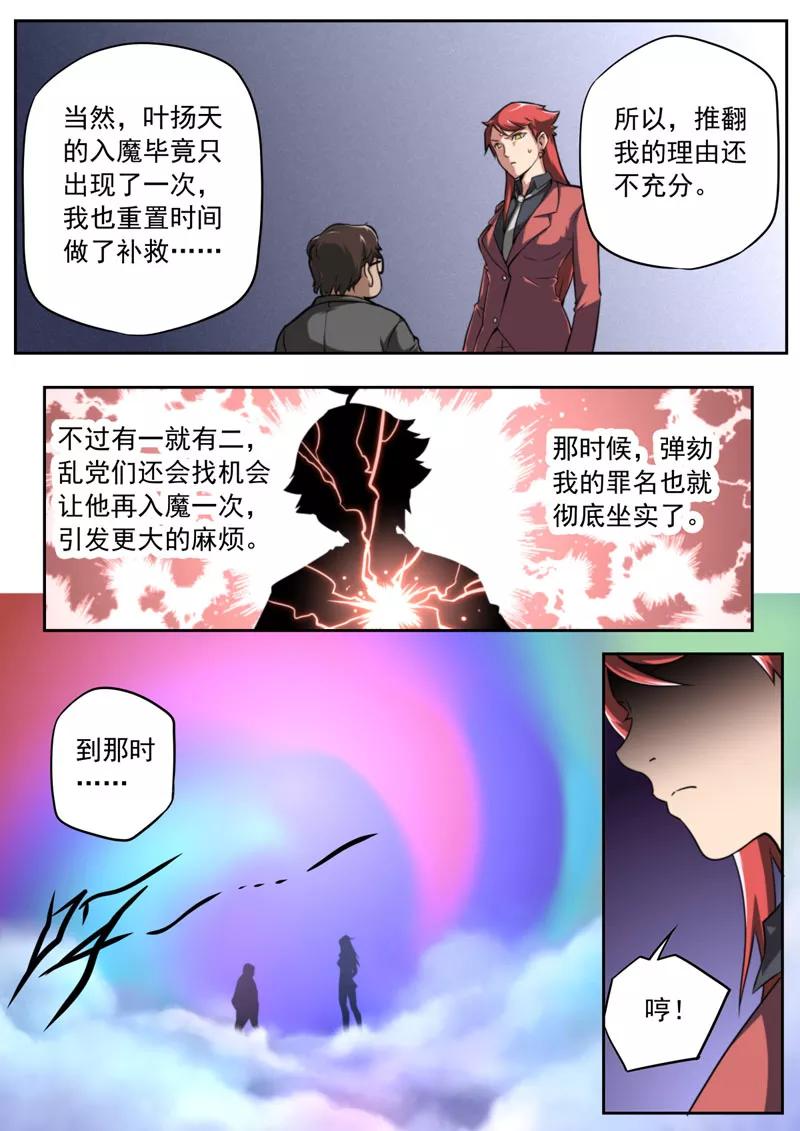 当然，叶扬天
的入魔毕竟只
出现了一次，
我也重置时间
做了补救……
所以，推翻
我的理由还
不充分。
不过有一就有二，
乱党们还会找机会
让他再入魔一次，
引发更大的麻烦。
那时候，弹劾
我的罪名也就
彻底坐实了。
到那时
……
呼……
哼！